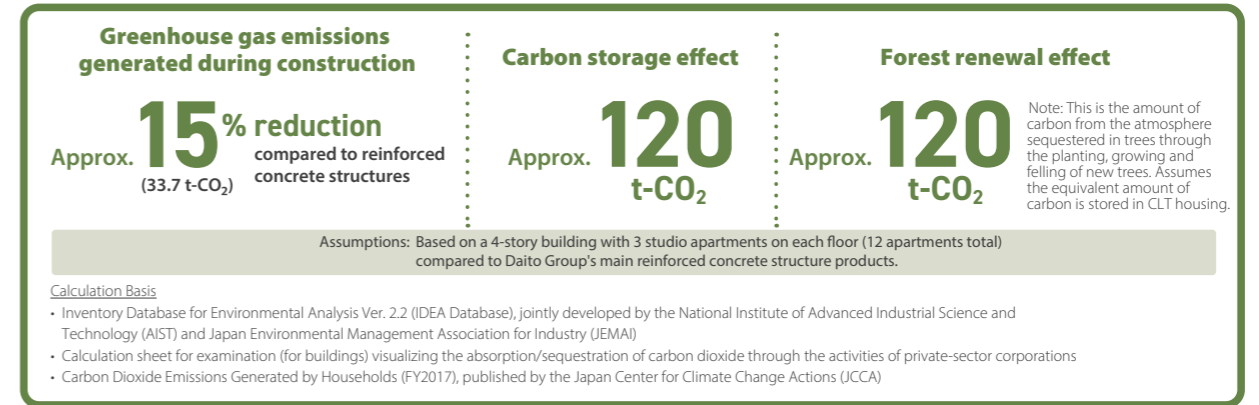 Greenhouse gas emissions
generated during construction
Approx. 15% reduction
compared to reinforced
concrete structures
(33.7 t-CO₂)
Carbon storage effect
Approx. 120
t-CO₂
Forest renewal effect
Approx. 120
t-CO₂
Note: This is the amount of
carbon from the atmosphere
sequestered in trees through
the planting, growing and
felling of new trees. Assumes
the equivalent amount of
carbon is stored in CLT housing.
Assumptions: Based on a 4-story building with 3 studio apartments on each floor (12 apartments total)
compared to Daito Group's main reinforced concrete structure products.
Calculation Basis
• Inventory Database for Environmental Analysis Ver. 2.2 (IDEA Database), jointly developed by the National Institute of Advanced Industrial Science and
Technology (AIST) and Japan Environmental Management Association for Industry (JEMAI)
• Calculation sheet for examination (for buildings) visualizing the absorption/sequestration of carbon dioxide through the activities of private-sector corporations
• Carbon Dioxide Emissions Generated by Households (FY2017), published by the Japan Center for Climate Change Actions (JCCA)